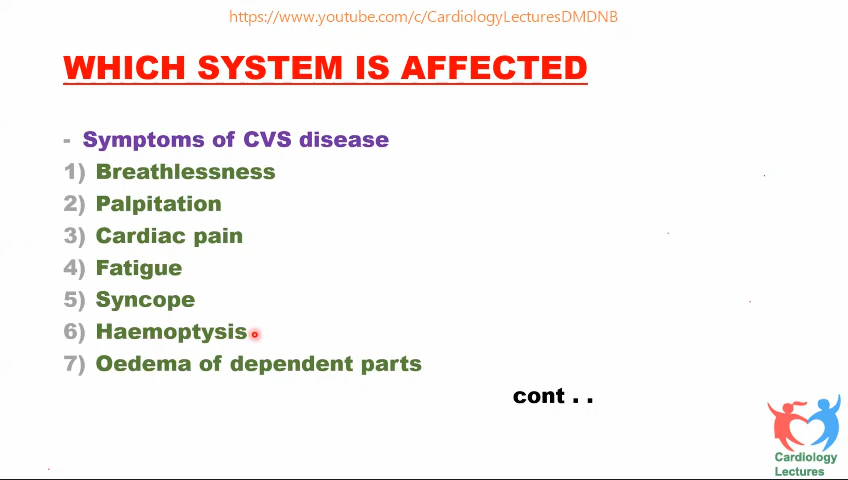 https://www.youtube.com/c/CardiologyLecturesDMDNB
WHICH SYSTEM IS AFFECTED
- Symptoms of CVS disease
1) Breathlessness
2) Palpitation
3) Cardiac pain
4) Fatigue
5) Syncope
6) Haemoptysis
7) Oedema of dependent parts
cont . .
Cardiology
Lectures